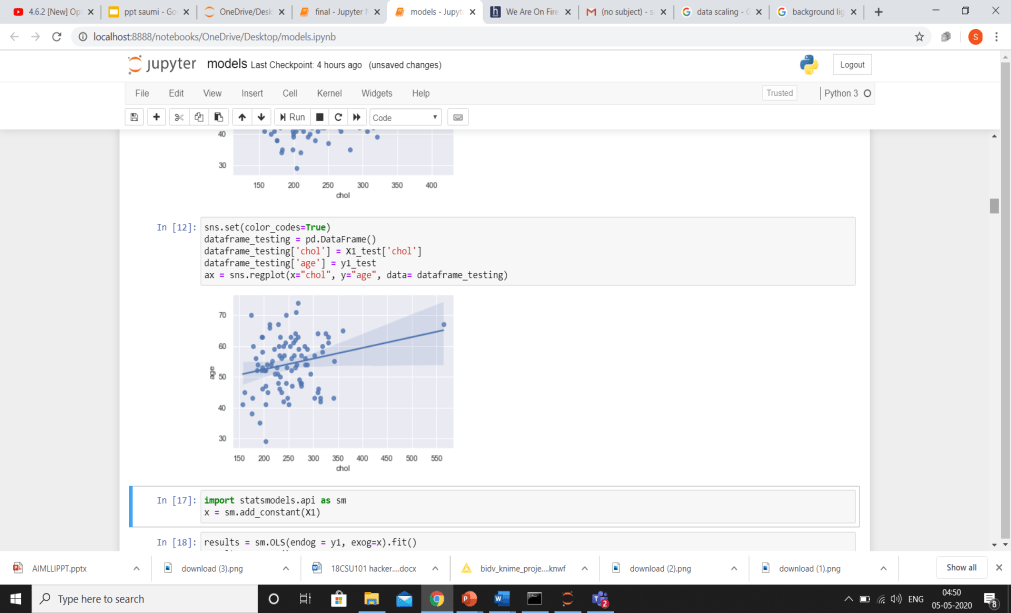 4.6.2 [New] Op
ppt saumi - Go
OneDrive/Desk
final - Jupyter
models - Jupyt
We Are On Fire
M (no subject) - s
data scaling - G
background lig
localhost:8888/notebooks/OneDrive/Desktop/models.ipynb
S
jupyter models Last Checkpoint: 4 hours ago (unsaved changes)
Logout
File Edit View Insert Cell Kernel Widgets Help
Trusted
Python 3
Run
Code
40
30
150 200 250 300 350 400
chol
In [12]:
sns.set(color_codes=True)
dataframe_testing = pd.DataFrame()
dataframe_testing['chol'] = X1_test['chol']
dataframe_testing['age'] = y1_test
ax = sns.regplot(x="chol", y="age", data= dataframe_testing)
70
60
50
40
30
age
150 200 250 300 350 400 450 500 550
chol
In [17]:
import statsmodels.api as sm
x = sm.add_constant(X1)
In [18]:
results = sm.OLS(endog = y1, exog=x).fit()
AIMLLIPPT.pptx
download (3).png
18CSU101 hacker....docx
bidv_knime_proje....knwf
download (2).png
download (1).png
Show all
Type here to search
2
ENG
04:50
05-05-2020
8